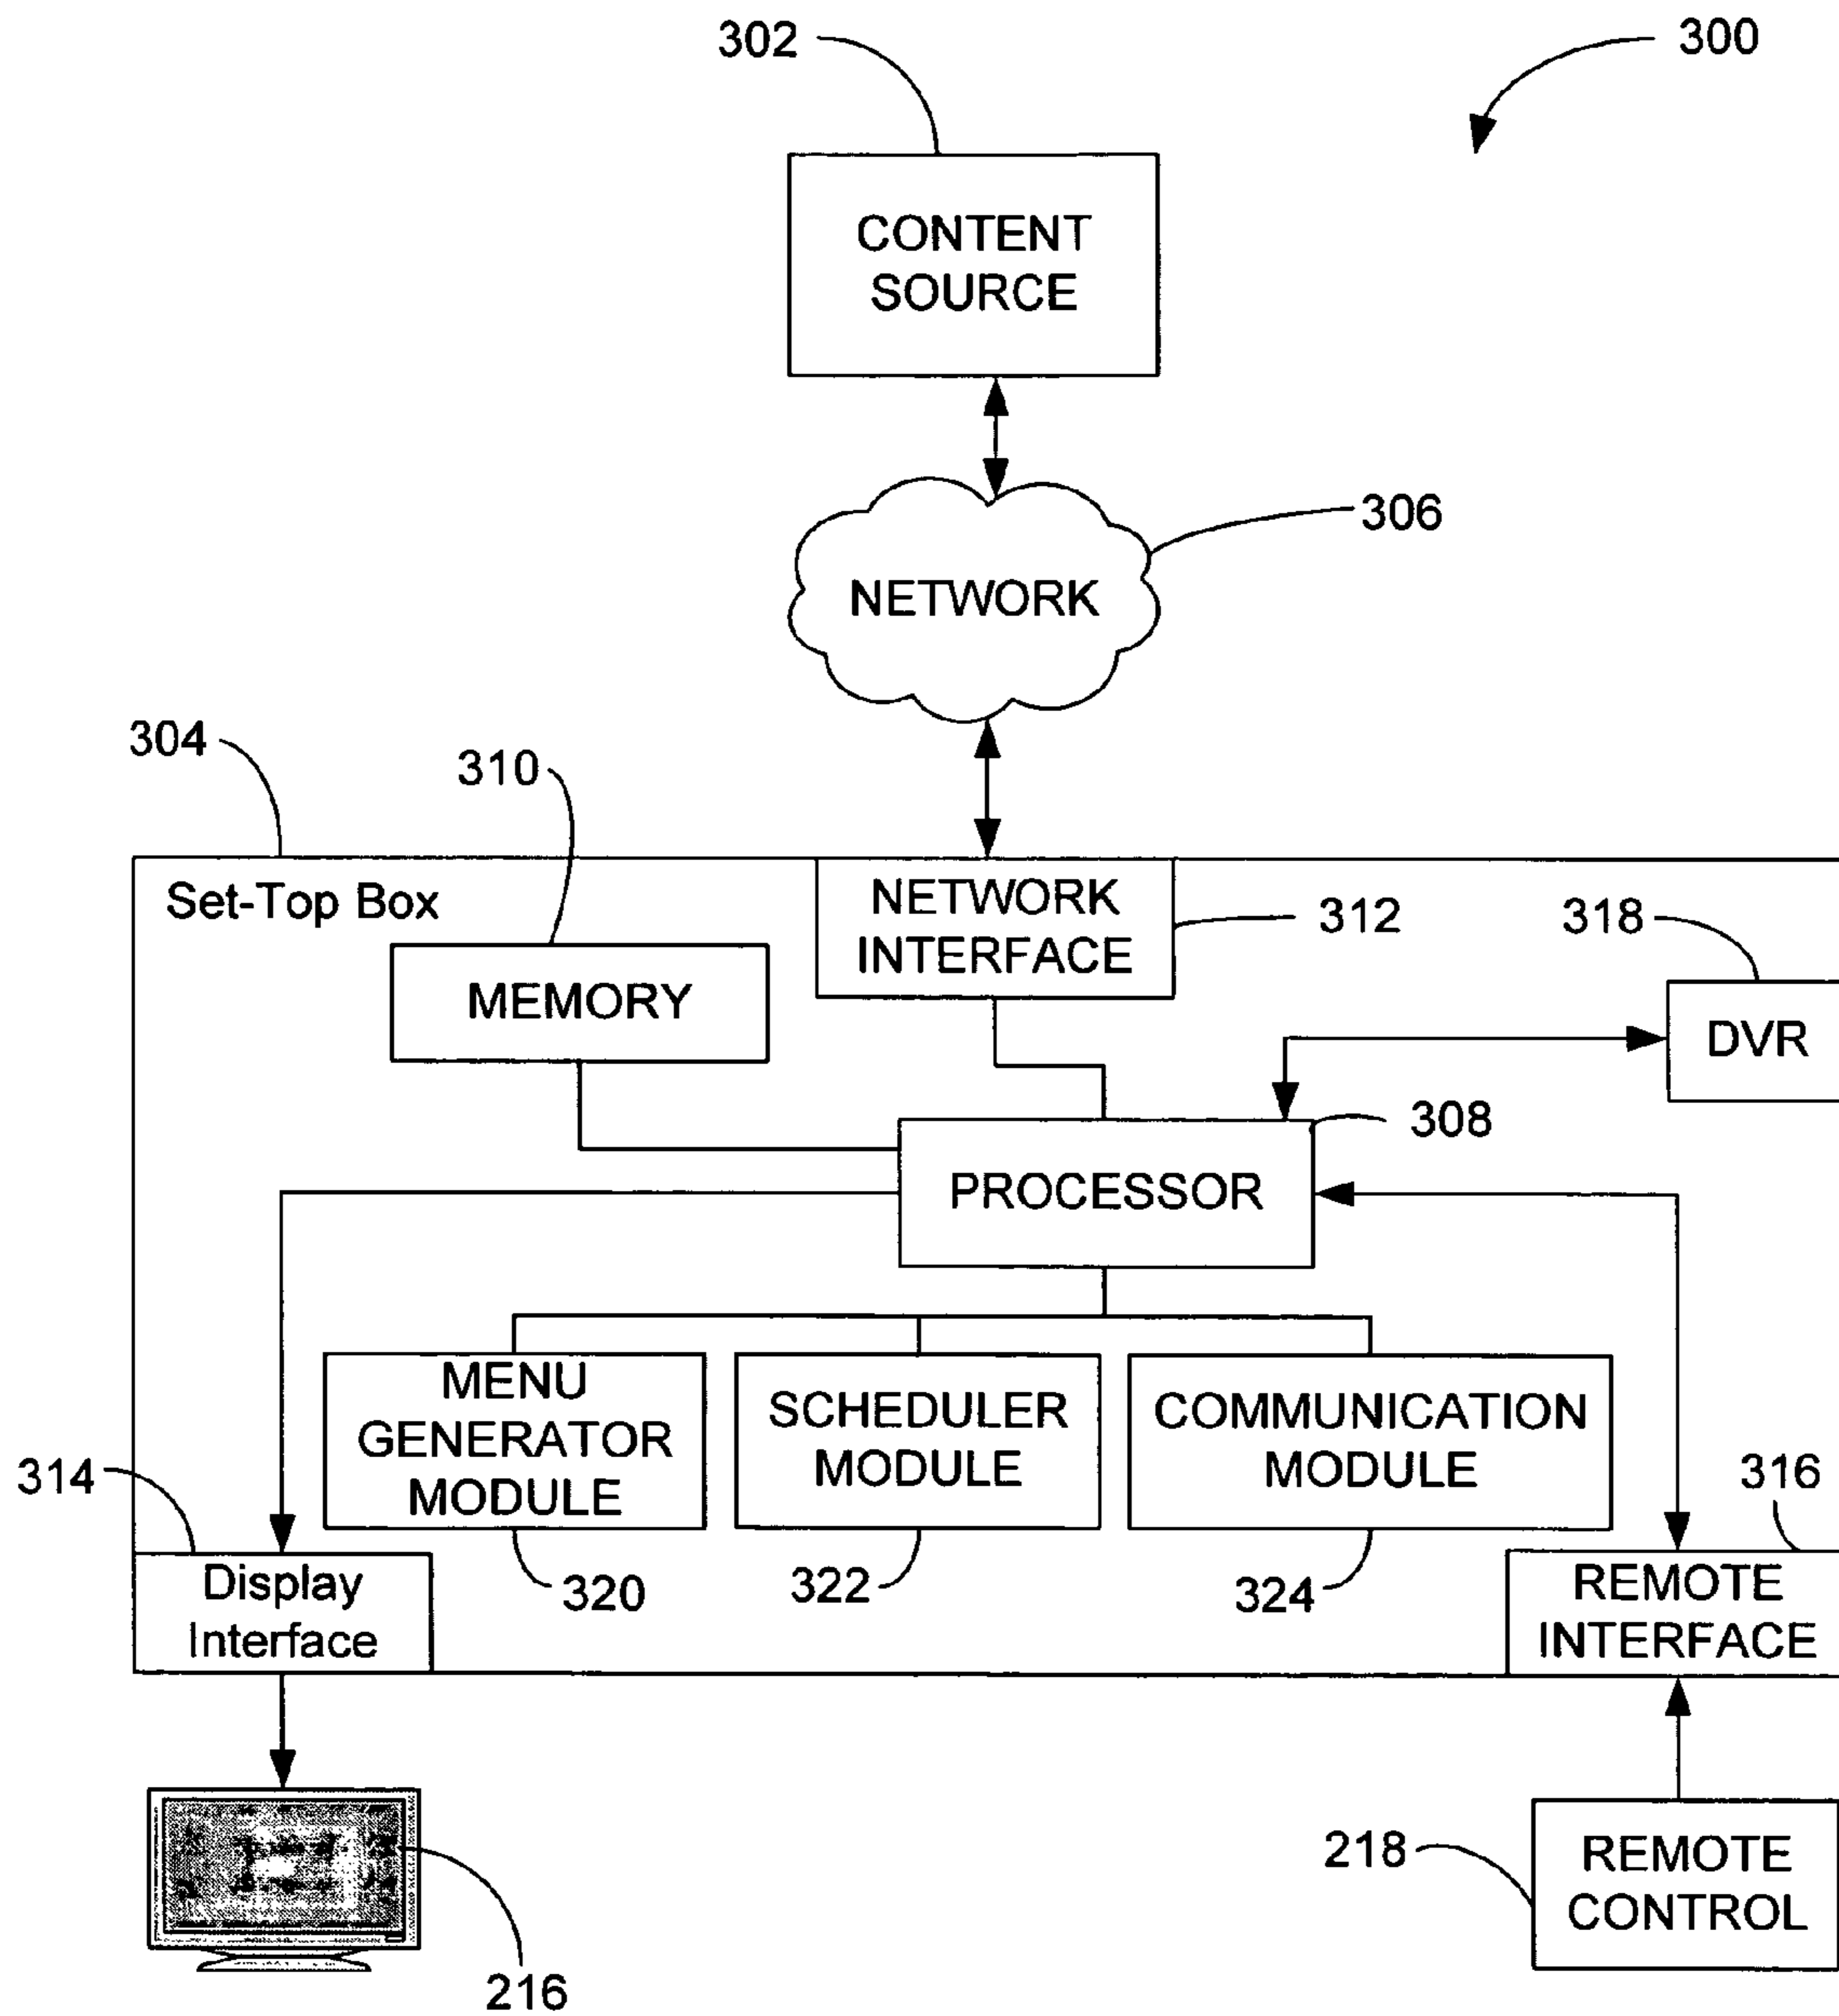 302
300
CONTENT
SOURCE
306
NETWORK
304
310
Set-Top Box
NETWORK
INTERFACE
312
318
MEMORY
DVR
308
PROCESSOR
MENU
GENERATOR
MODULE
SCHEDULER
MODULE
COMMUNICATION
MODULE
314
316
Display
Interface
320
322
324
REMOTE
INTERFACE
218
REMOTE
CONTROL
216